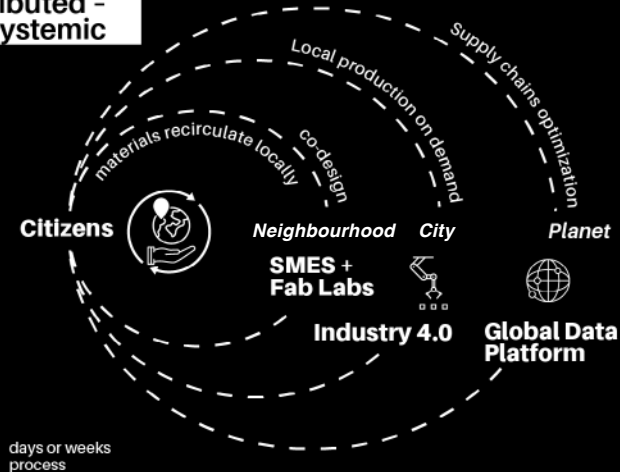 ystemic
Supply chains optimization
Local production on demand
materials recirculate locally
co-design
Citizens
Neighbourhood
City
Planet
SMES +
Fab Labs
Industry 4.0
Global Data
Platform
days or weeks
process